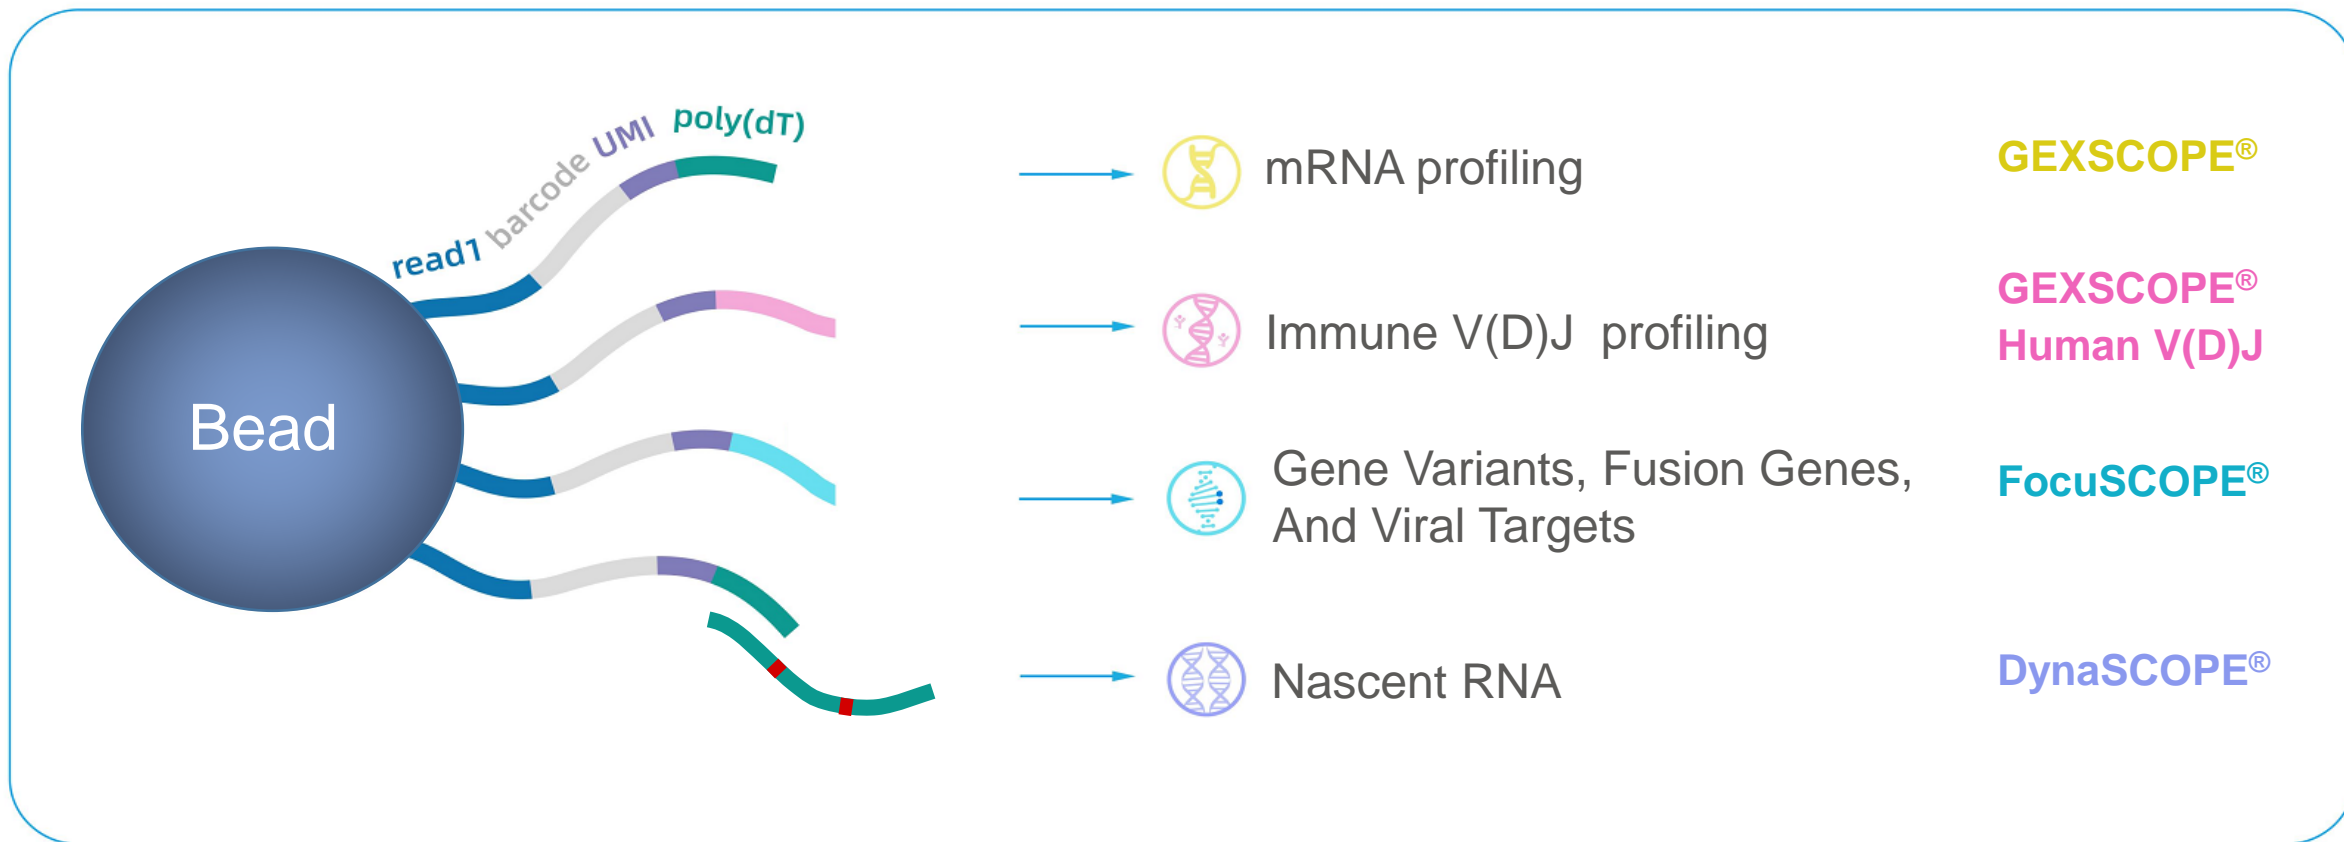 read1 barcode UMI poly(dT)
Bead
mRNA profiling
GEXSCOPE®
Immune V(D)J profiling
GEXSCOPE®
Human V(D)J
Gene Variants, Fusion Genes,
And Viral Targets
FocuSCOPE®
Nascent RNA
DynaSCOPE®